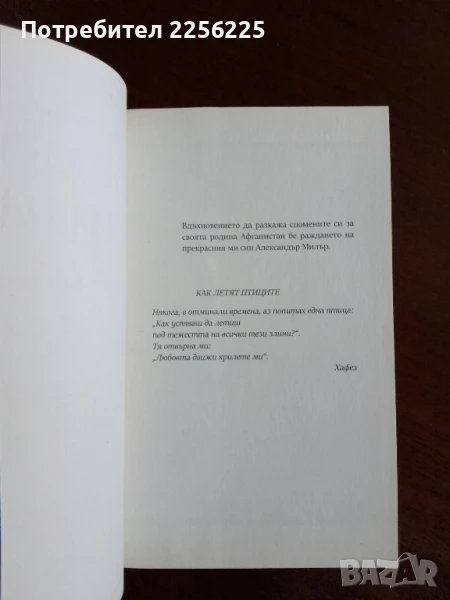 Потребител 2256225
Вдъхновението да разкажа спомените си за
своята родина Афганистан бе раждането на
прекрасния ми син Александър Милър.
КАК ЛЕТЯТ ПТИЦИТЕ
Някога, в отминали времена, аз попитах една птица:
„Как успяваш да летиш
под тежестта на всички тези злини?“.
Тя отвърна ми:
„Любовта движи крилете ми“.
Хафез
BAZAR